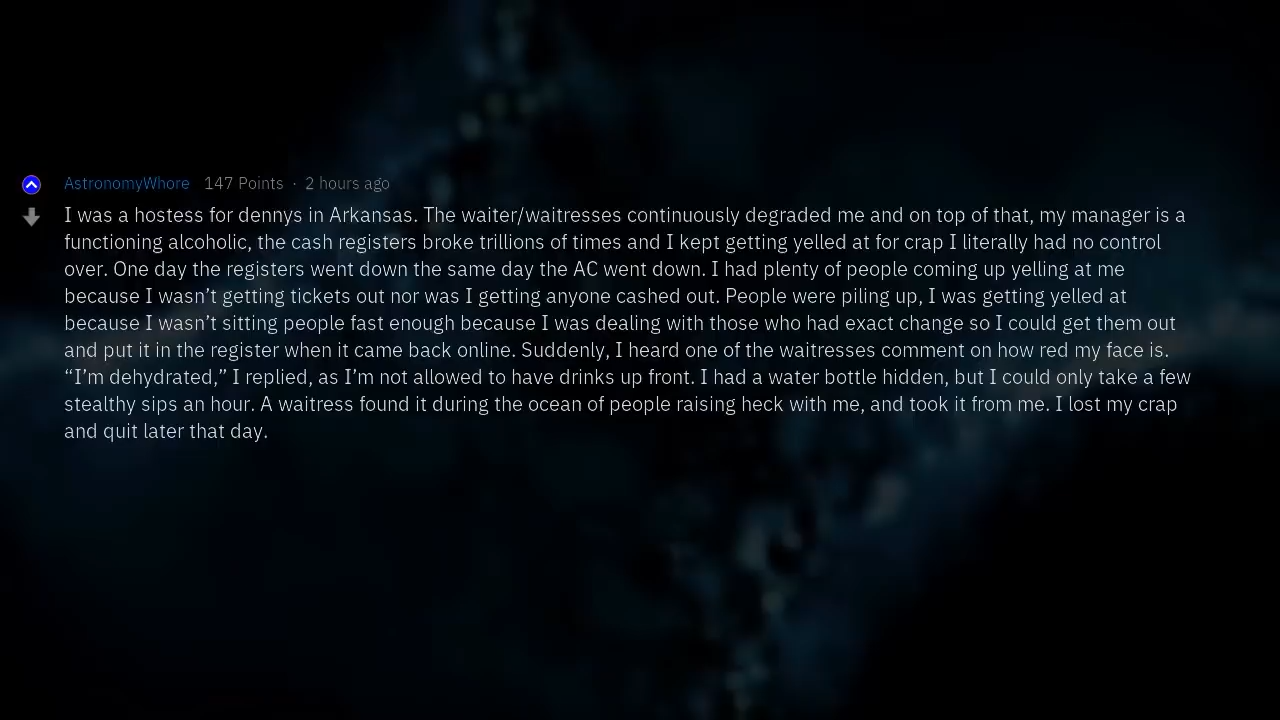 AstronomyWhore 147 Points · 2 hours ago
I was a hostess for dennys in Arkansas. The waiter/waitresses continuously degraded me and on top of that, my manager is a
functioning alcoholic, the cash registers broke trillions of times and I kept getting yelled at for crap I literally had no control
over. One day the registers went down the same day the AC went down. I had plenty of people coming up yelling at me
because I wasn’t getting tickets out nor was I getting anyone cashed out. People were piling up, I was getting yelled at
because I wasn’t sitting people fast enough because I was dealing with those who had exact change so I could get them out
and put it in the register when it came back online. Suddenly, I heard one of the waitresses comment on how red my face is.
“I’m dehydrated,” I replied, as I’m not allowed to have drinks up front. I had a water bottle hidden, but I could only take a few
stealthy sips an hour. A waitress found it during the ocean of people raising heck with me, and took it from me. I lost my crap
and quit later that day.